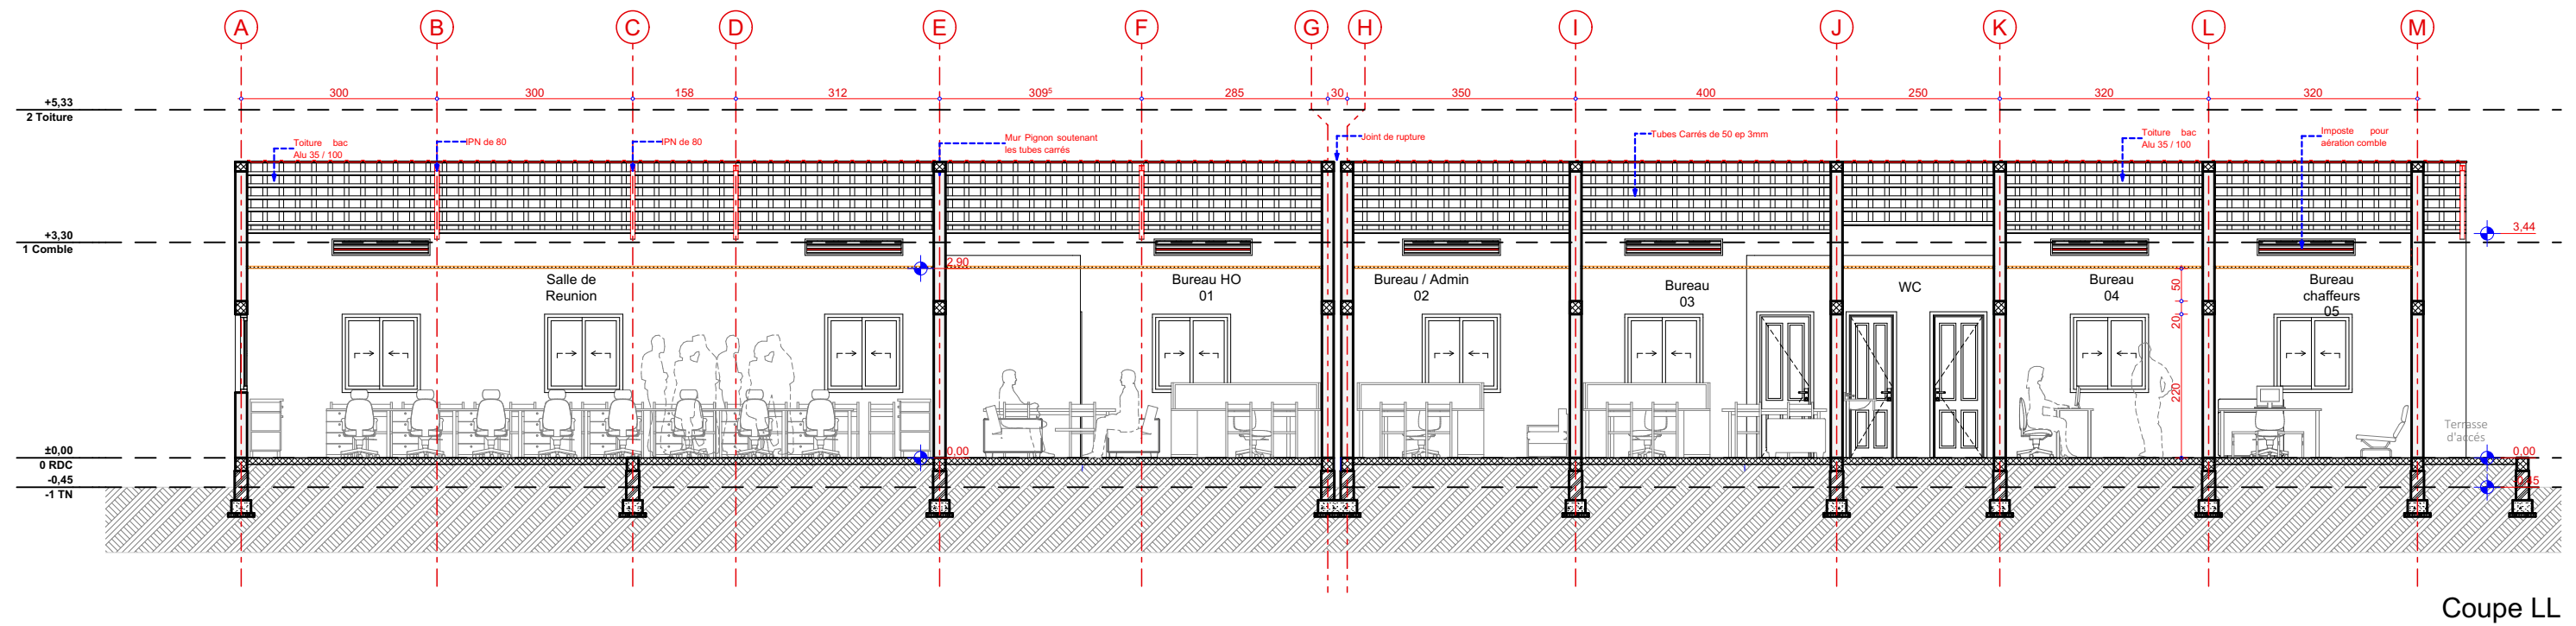 A
B
C
D
E
F
G
H
I
J
K
L
M
300
300
158
312
309⁵
285
30
350
400
250
320
320
+5,33
2 Toiture
Toiture bac
Alu 35 / 100
IPN de 80
IPN de 80
Mur Pignon soutenant
les tubes carrés
Joint de rupture
Tubes Carrés de 50 ep 3mm
Toiture bac
Alu 35 / 100
Imposte pour
aération comble
+3,30
1 Comble
3,44
2,90
Salle de
Reunion
Bureau HO
01
Bureau / Admin
02
Bureau
03
WC
Bureau
04
Bureau
chaffeurs
05
50
20
220
Terrasse
d'accés
±0,00
0 RDC
0,00
0,00
-0,45
-1 TN
Coupe LL